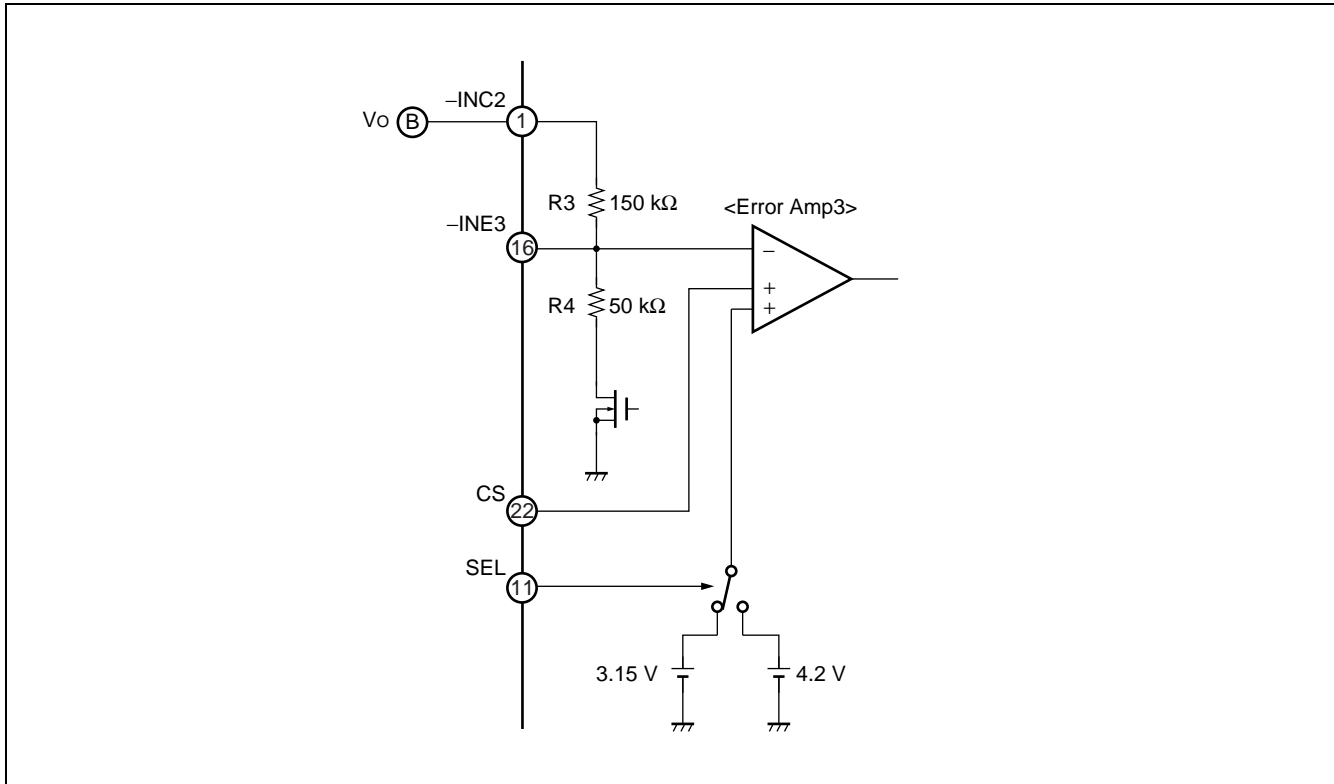 –INC2
Vo B 1
R3 150 kΩ
<Error Amp3>
–INE3
16
–
+
+
R4 50 kΩ
CS
22
SEL
11
3.15 V 4.2 V